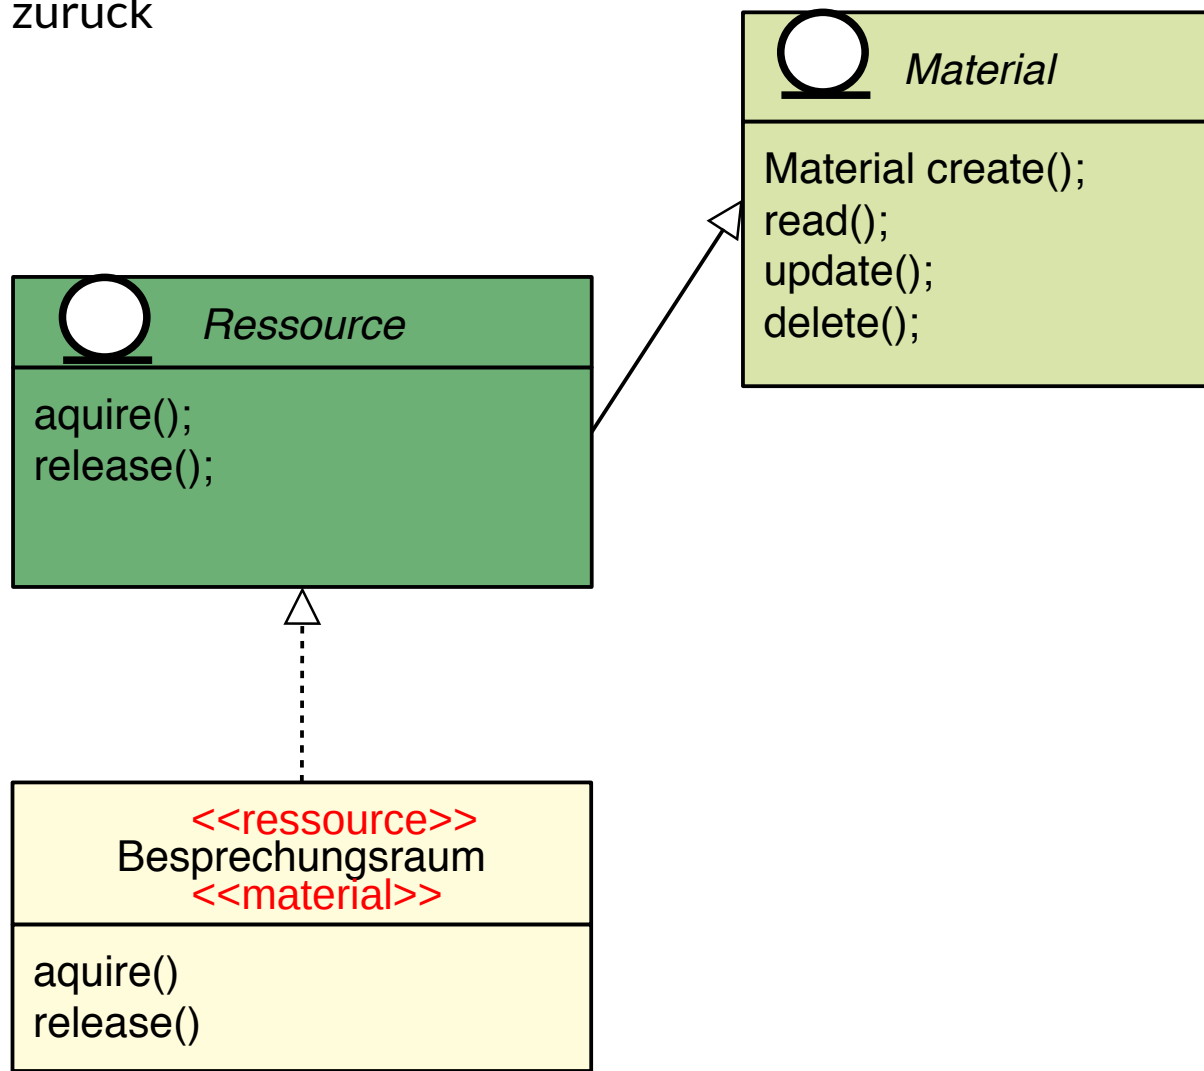 zurück
Material
Material create();
read();
update();
delete();
Ressource
aquire();
release();
<<ressource>>
Besprechungsraum
<<material>>
aquire()
release()